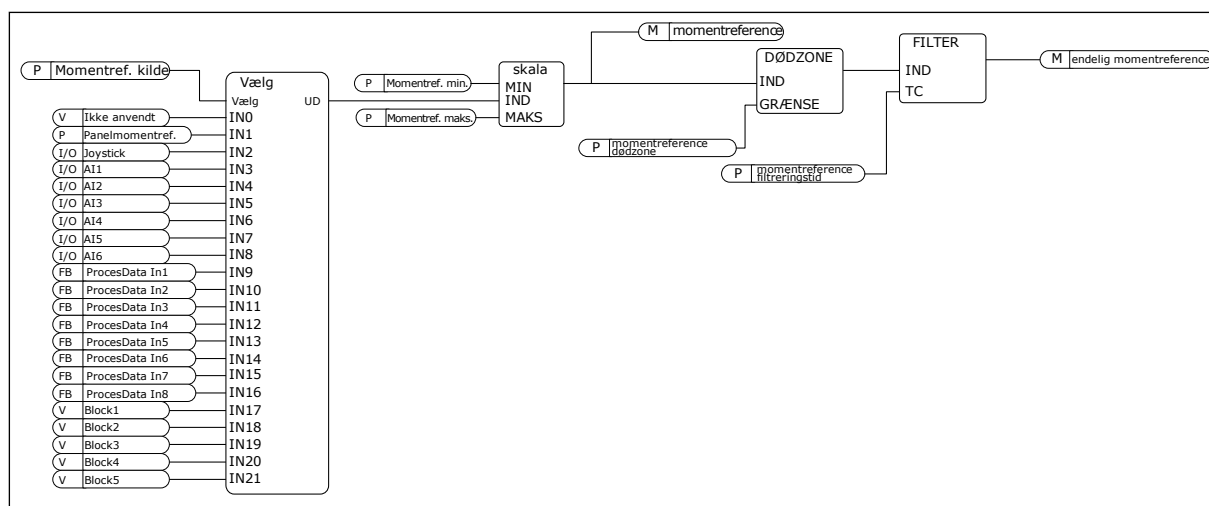 M momentreference
FILTER
DØDZONE
M endelig momentreference
P Momentref. kilde
skala
IND
Vælg
P Momentref. min.
MIN
IND
TC
Vælg UD
IND
GRÆNSE
V Ikke anvendt IN0
P Momentref. maks.
MAKS
P Panelmomentref. IN1
I/O Joystick IN2
P momentreference
dødzone
I/O AI1 IN3
P momentreference
filtreringstid
I/O AI2 IN4
I/O AI3 IN5
I/O AI4 IN6
I/O AI5 IN7
I/O AI6 IN8
FB ProcesData In1 IN9
FB ProcesData In2 IN10
FB ProcesData In3 IN11
FB ProcesData In4 IN12
FB ProcesData In5 IN13
FB ProcesData In6 IN14
FB ProcesData In7 IN15
FB ProcesData In8 IN16
V Block1 IN17
V Block2 IN18
V Block3 IN19
V Block4 IN20
V Block5 IN21